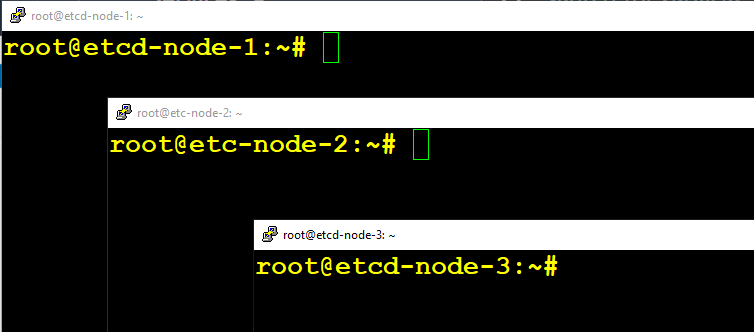 root@etcd-node-1: ~
root@etcd-node-1:~#
root@etc-node-2: ~
root@etc-node-2:~#
root@etcd-node-3: ~
root@etcd-node-3:~#